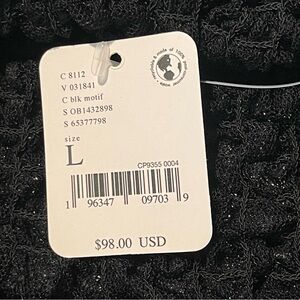 C 8112
V 031841
C blk motif
S OB1432898
S 65377798
size
L
CP9355 0004
1 96347 09703 9
$98.00 USD